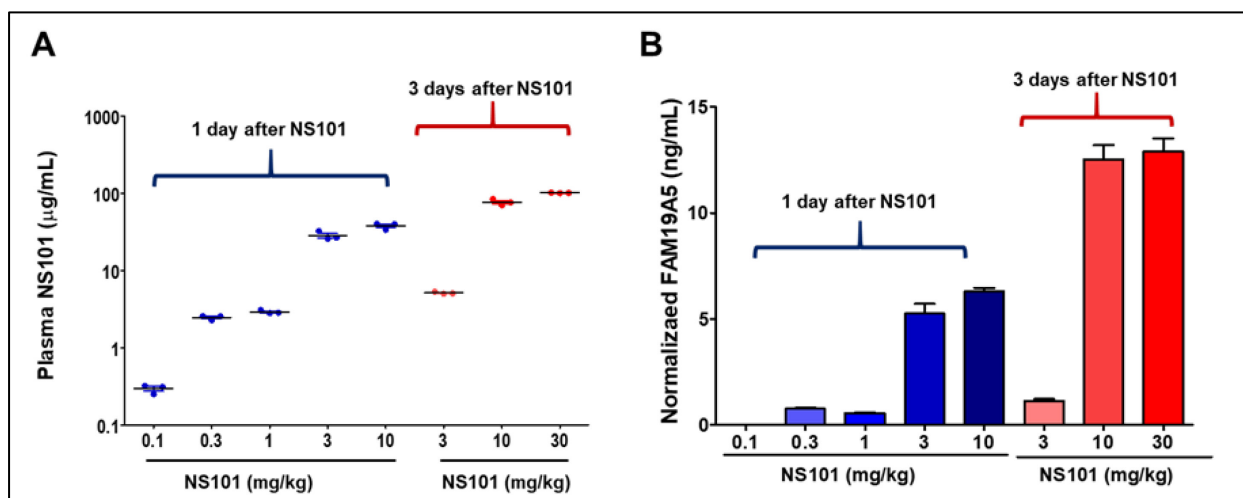 A
3 days after NS101
1 day after NS101
Plasma NS101 (µg/mL)
1000
100
10
1
0.1
0.1 0.3 1 3 10 3 10 30
NS101 (mg/kg) NS101 (mg/kg)
B
3 days after NS101
1 day after NS101
Normalizaed FAM19A5 (ng/mL)
15
10
5
0
0.1 0.3 1 3 10 3 10 30
NS101 (mg/kg) NS101 (mg/kg)